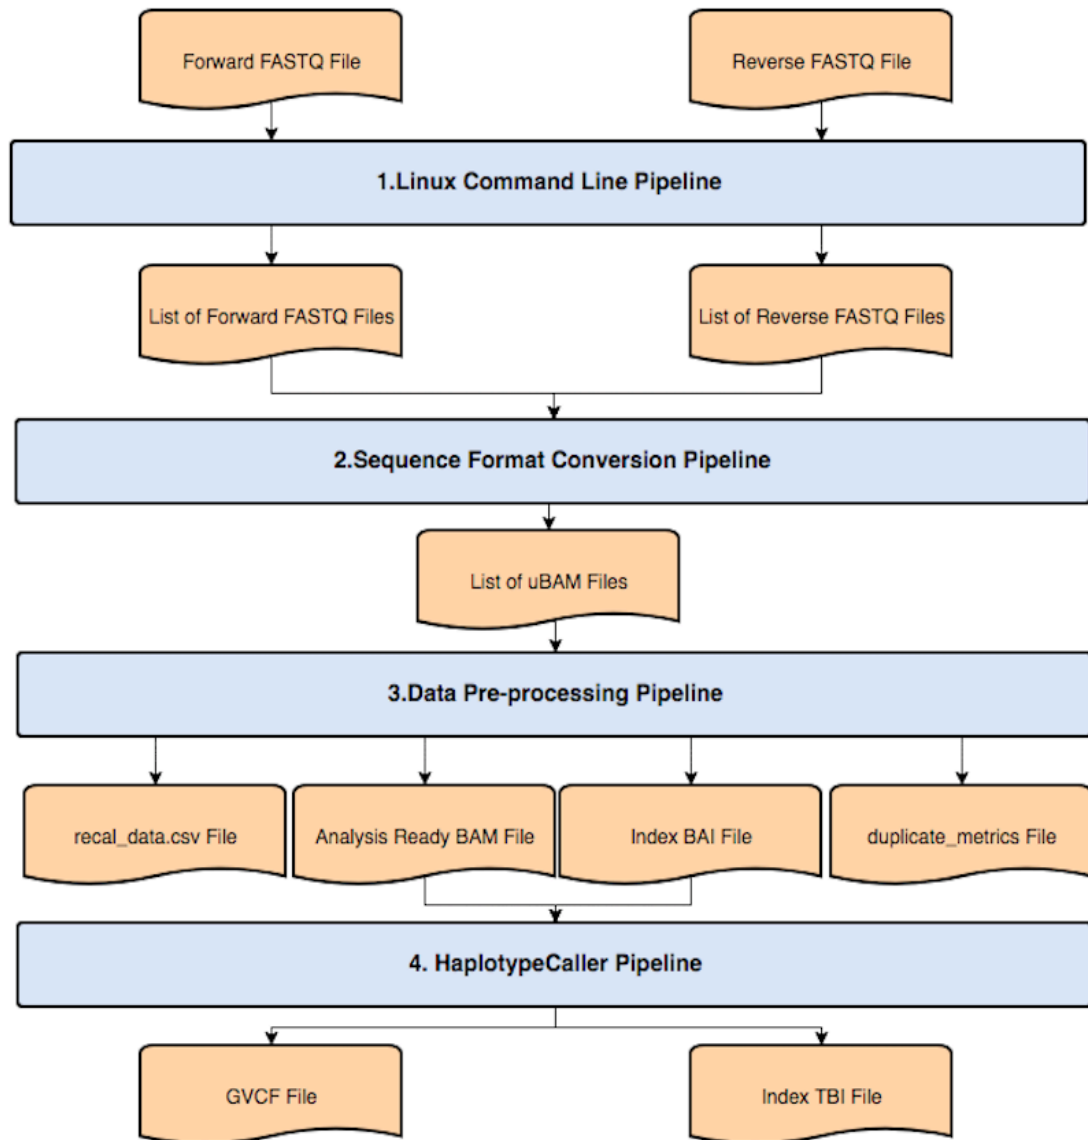 Forward FASTQ File
Reverse FASTQ File
1.Linux Command Line Pipeline
List of Forward FASTQ Files
List of Reverse FASTQ Files
2.Sequence Format Conversion Pipeline
List of uBAM Files
3.Data Pre-processing Pipeline
recal_data.csv File
Analysis Ready BAM File
Index BAI File
duplicate_metrics File
4. HaplotypeCaller Pipeline
GVCF File
Index TBI File